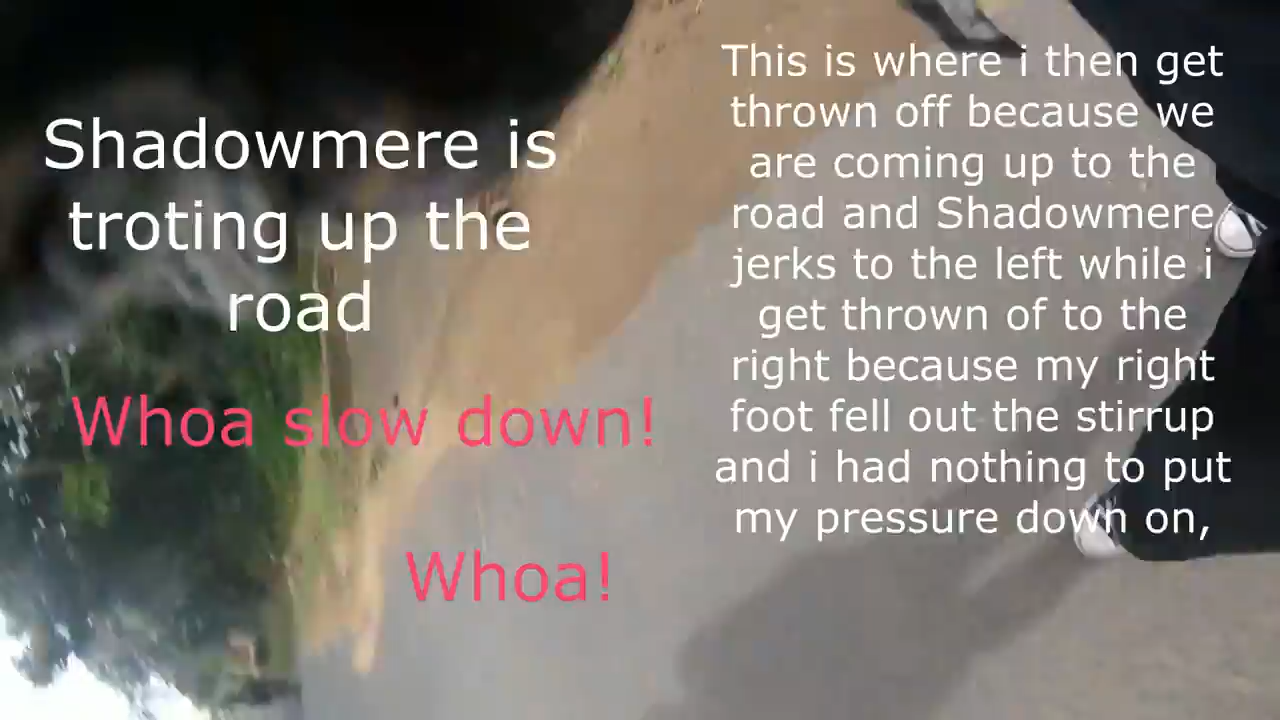 Shadowmere is
troting up the
road
Whoa slow down!
Whoa!
This is where i then get
thrown off because we
are coming up to the
road and Shadowmere
jerks to the left while i
get thrown of to the
right because my right
foot fell out the stirrup
and i had nothing to put
my pressure down on,